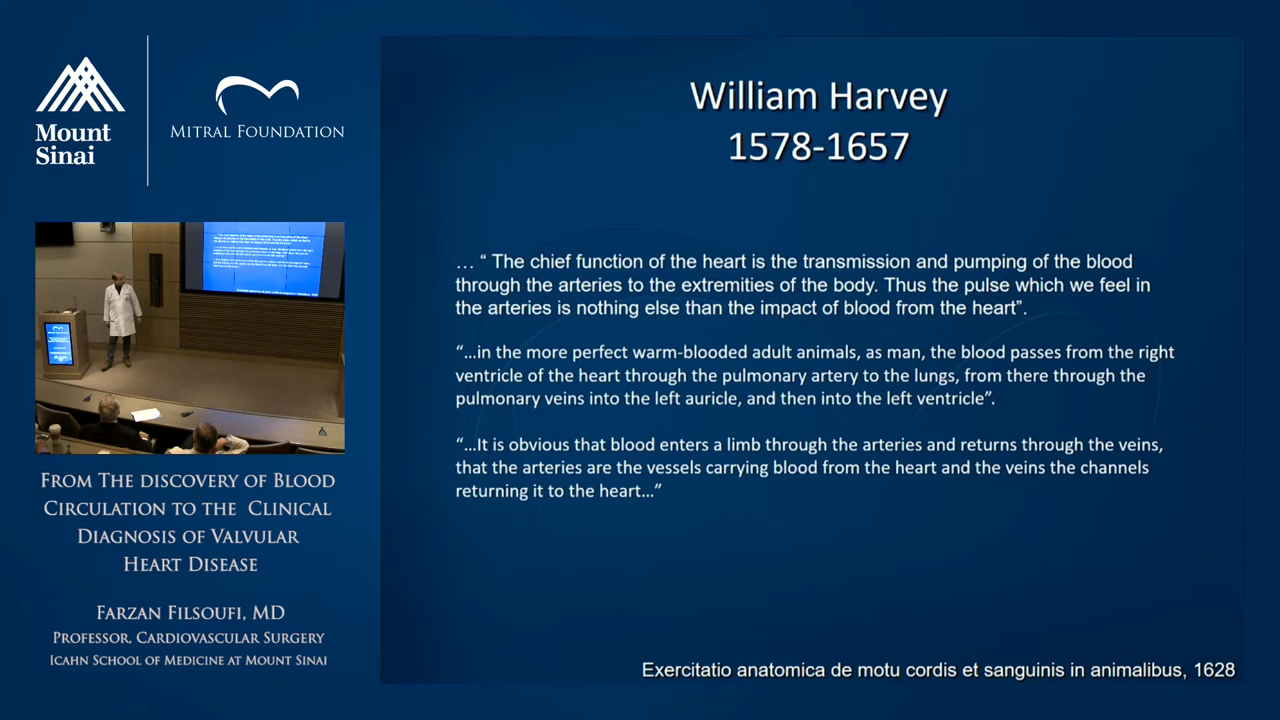 Mount
Sinai
MITRAL FOUNDATION
FROM THE DISCOVERY OF BLOOD
CIRCULATION TO THE CLINICAL
DIAGNOSIS OF VALVULAR
HEART DISEASE
FARZAN FILSOUFI, MD
PROFESSOR, CARDIOVASCULAR SURGERY
ICAHN SCHOOL OF MEDICINE AT MOUNT SINAI
William Harvey
1578-1657
… “ The chief function of the heart is the transmission and pumping of the blood
through the arteries to the extremities of the body. Thus the pulse which we feel in
the arteries is nothing else than the impact of blood from the heart”.
“…in the more perfect warm-blooded adult animals, as man, the blood passes from the right
ventricle of the heart through the pulmonary artery to the lungs, from there through the
pulmonary veins into the left auricle, and then into the left ventricle”.
“…It is obvious that blood enters a limb through the arteries and returns through the veins,
that the arteries are the vessels carrying blood from the heart and the veins the channels
returning it to the heart…”
Exercitatio anatomica de motu cordis et sanguinis in animalibus, 1628